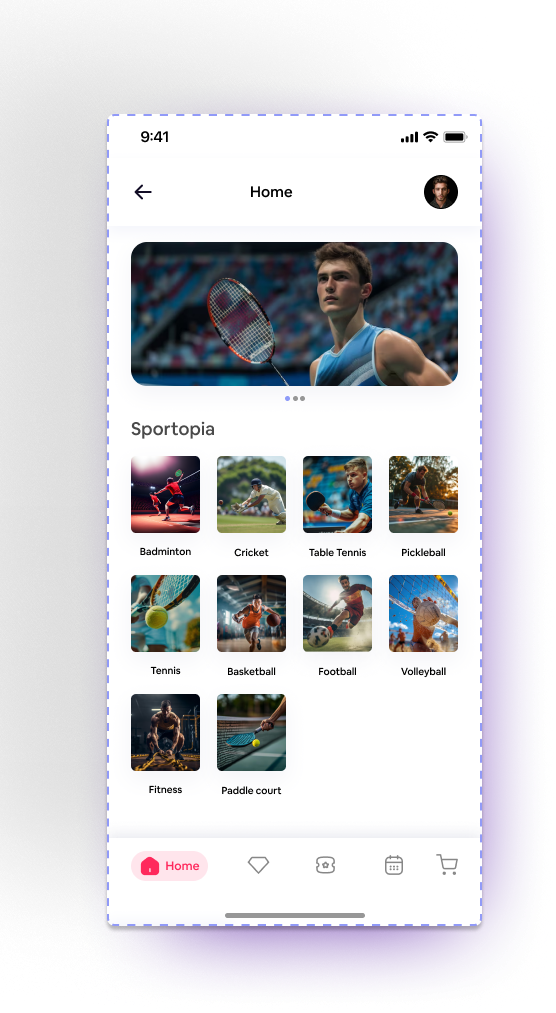 9:41
Home
Sportopia
Badminton
Cricket
Table Tennis
Pickleball
Tennis
Basketball
Football
Volleyball
Fitness
Paddle court
Home